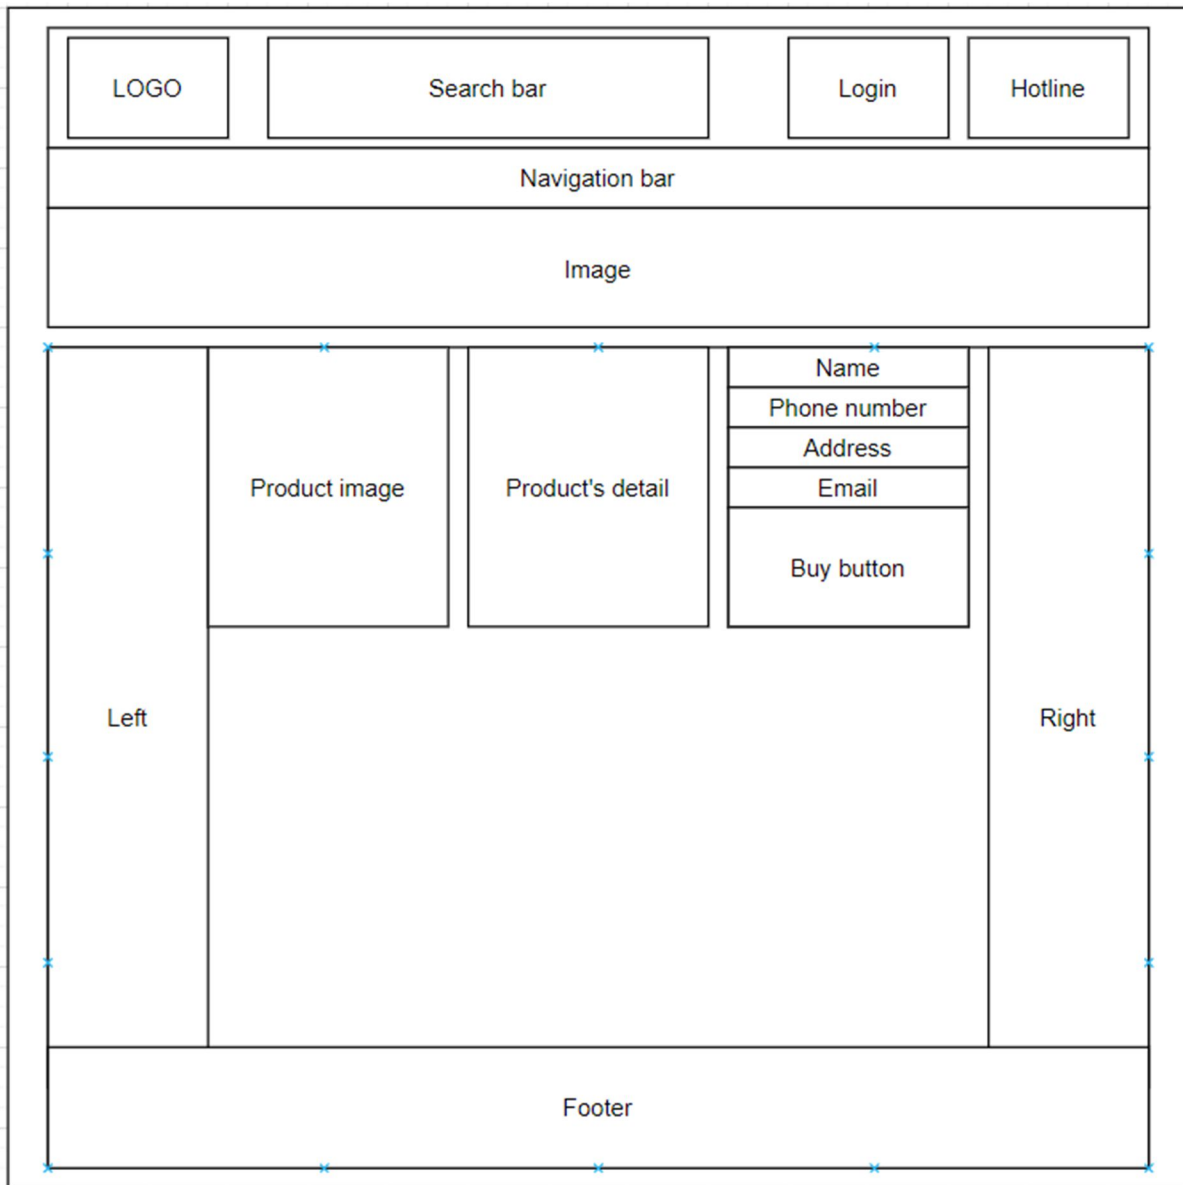 LOGO
Search bar
Login
Hotline
Navigation bar
Image
Name
Phone number
Address
Email
Product image
Product's detail
Buy button
Left
Right
Footer